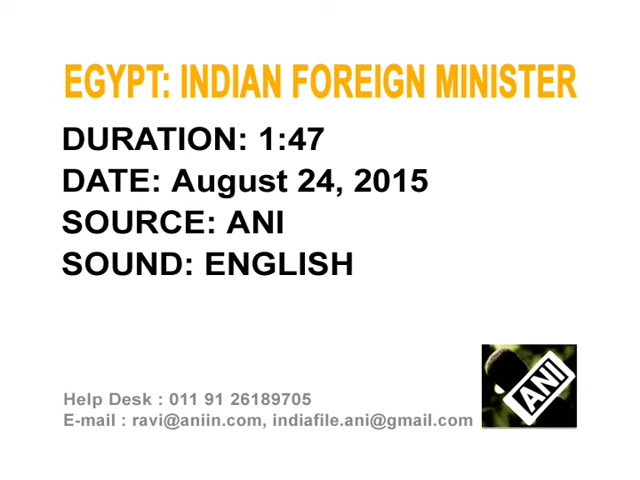 EGYPT: INDIAN FOREIGN MINISTER
DURATION: 1:47
DATE: August 24, 2015
SOURCE: ANI
SOUND: ENGLISH
ANI
Help Desk : 011 91 26189705
E-mail : ravi@aniin.com, indiafile.ani@gmail.com